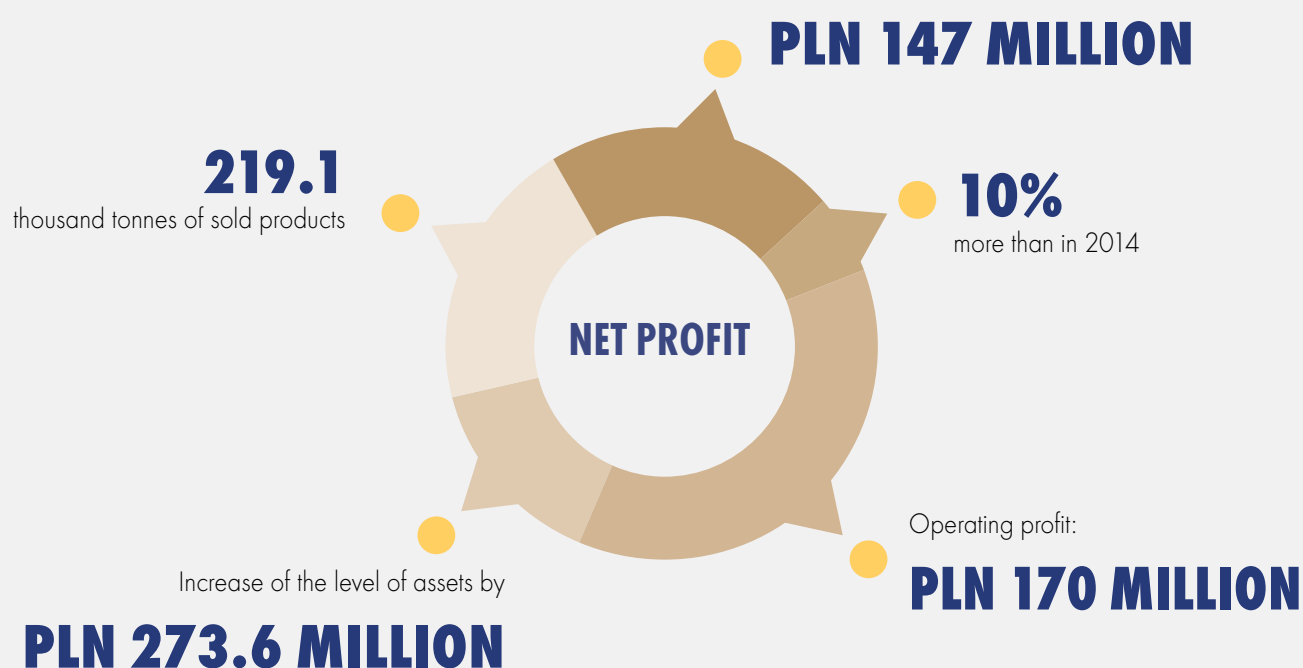 PLN 147 MILLION
219.1
thousand tonnes of sold products
10%
more than in 2014
NET PROFIT
Operating profit:
PLN 170 MILLION
Increase of the level of assets by
PLN 273.6 MILLION